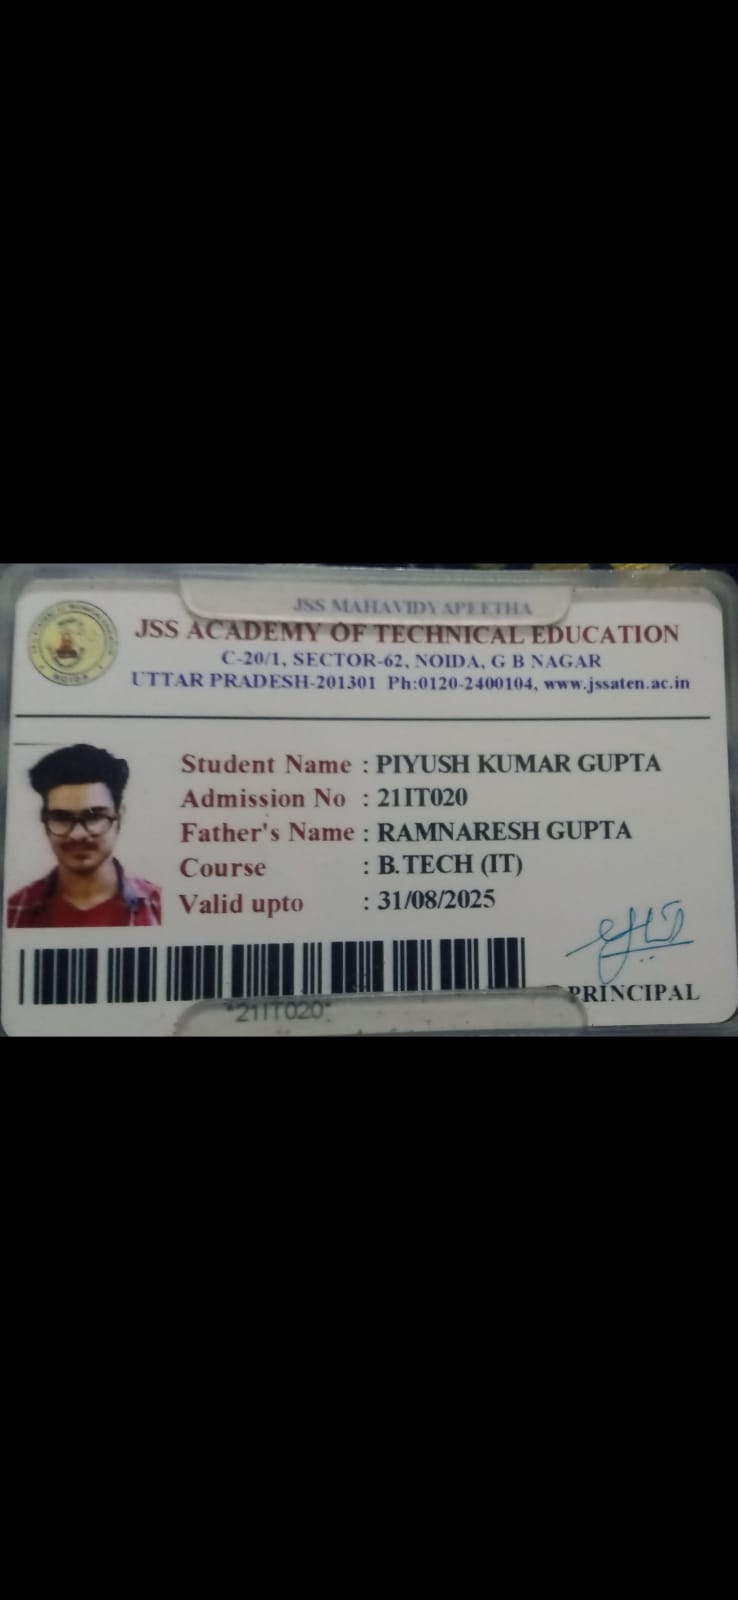 JSS MAHAVIDYAPEETHA
JSS ACADEMY OF TECHNICAL EDUCATION
C-20/1, SECTOR-62, NOIDA, G B NAGAR
UTTAR PRADESH-201301 Ph:0120-2400104, www.jssaten.ac.in
NOIDA
Student Name : PIYUSH KUMAR GUPTA
Admission No : 21IT020
Father's Name : RAMNARESH GUPTA
Course : B.TECH (IT)
Valid upto : 31/08/2025
*21IT020*
PRINCIPAL